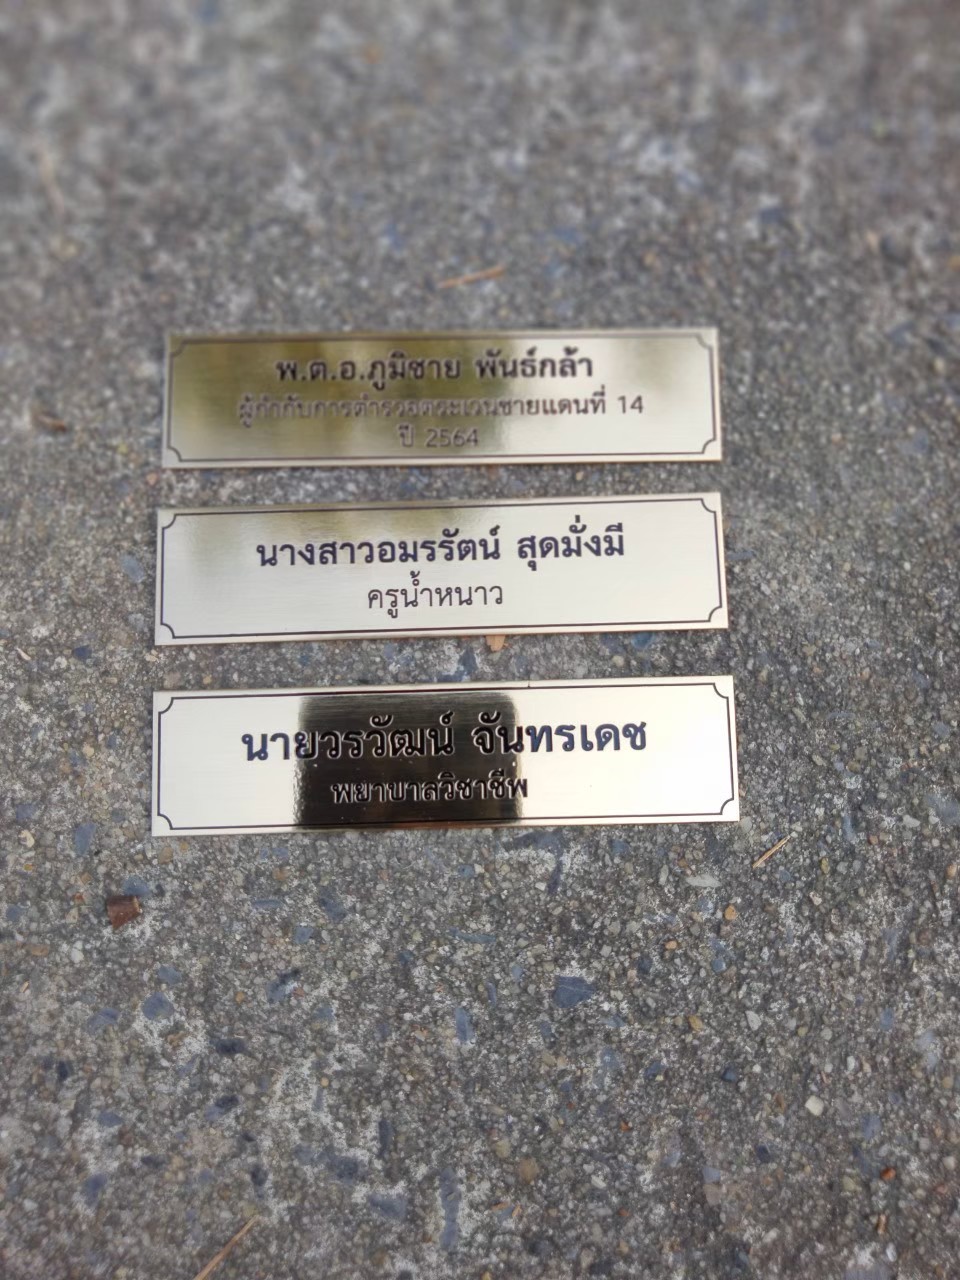 พ.ต.อ.ภูมิชาย พันธ์กล้า
ผู้กำกับการตำรวจตระเวนชายแดนที่ 14
ปี 2564
นางสาวอมรรัตน์ สุดมั่งมี
ครูน้ำหนาว
นายวรวัฒน์ จันทรเดช
พยาบาลวิชาชีพ